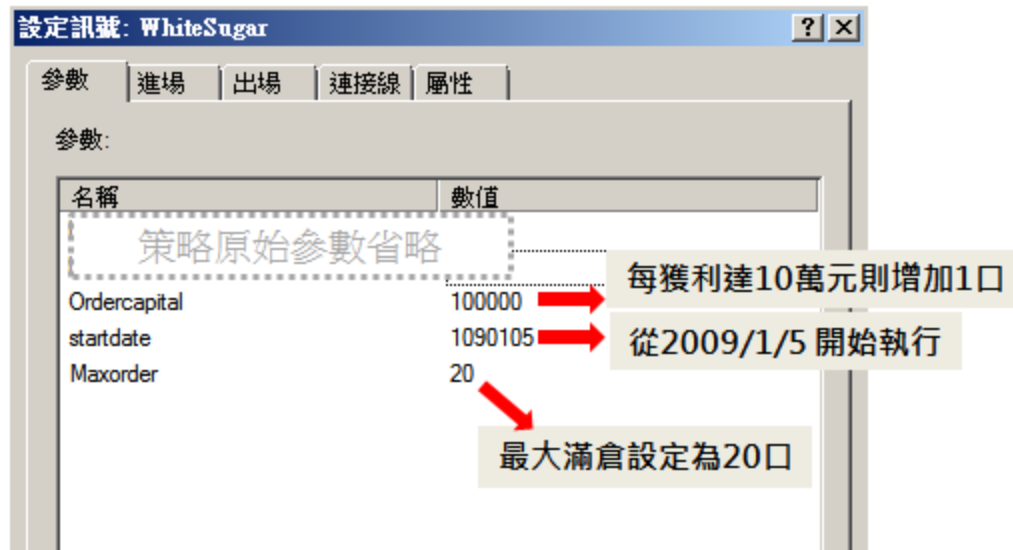 設定訊號: WhiteSugar
參數 進場 出場 連接線 屬性
參數:
名稱 數值
策略原始參數省略
Ordercapital 100000 每獲利達10萬元則增加1口
startdate 1090105 從2009/1/5 開始執行
Maxorder 20
最大滿倉設定為20口